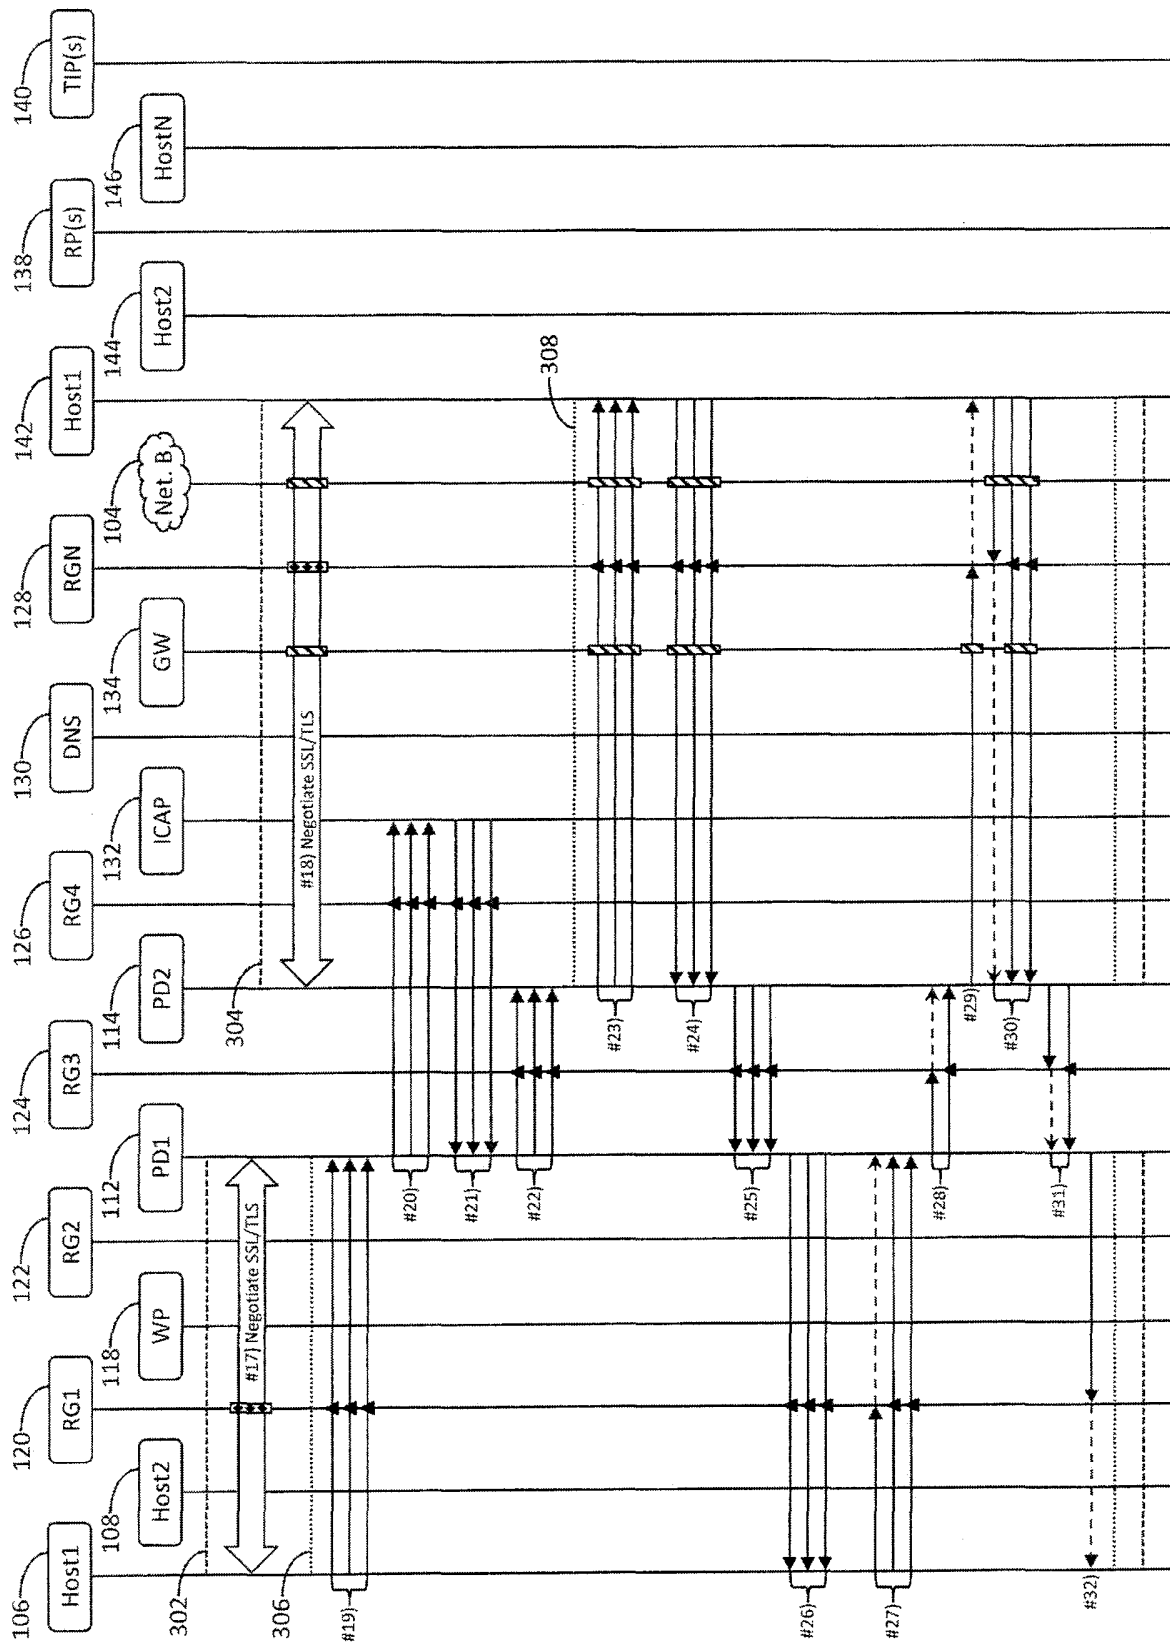 106
Host1
108
Host2
120
RG1
118
WP
122
RG2
112
PD1
124
RG3
114
PD2
126
RG4
132
ICAP
130
DNS
134
GW
128
RGN
104
Net. B
142
Host1
144
Host2
138
RP(s)
146
HostN
140
TIP(s)
302
304
#17) Negotiate SSL/TLS
#18) Negotiate SSL/TLS
306
#19)
#20)
#21)
#22)
308
#23)
#24)
#25)
#26)
#27)
#28)
#29)
#30)
#31)
#32)